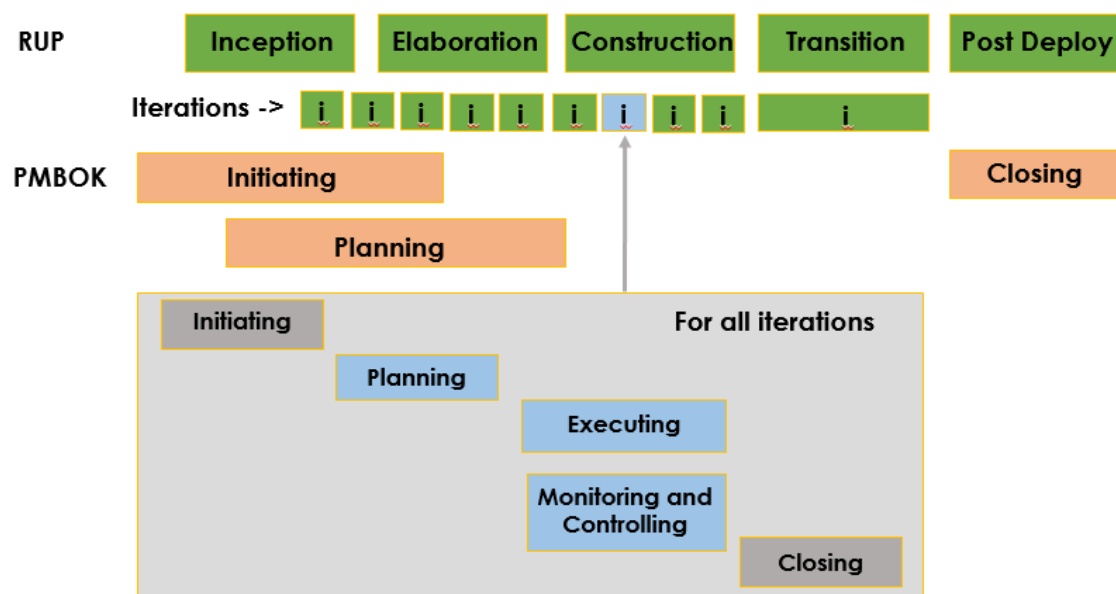 RUP Inception Elaboration Construction Transition Post Deploy
Iterations -> i i i i i i i i i i
PMBOK Initiating Closing
Planning
Initiating For all iterations
Planning
Executing
Monitoring and
Controlling
Closing